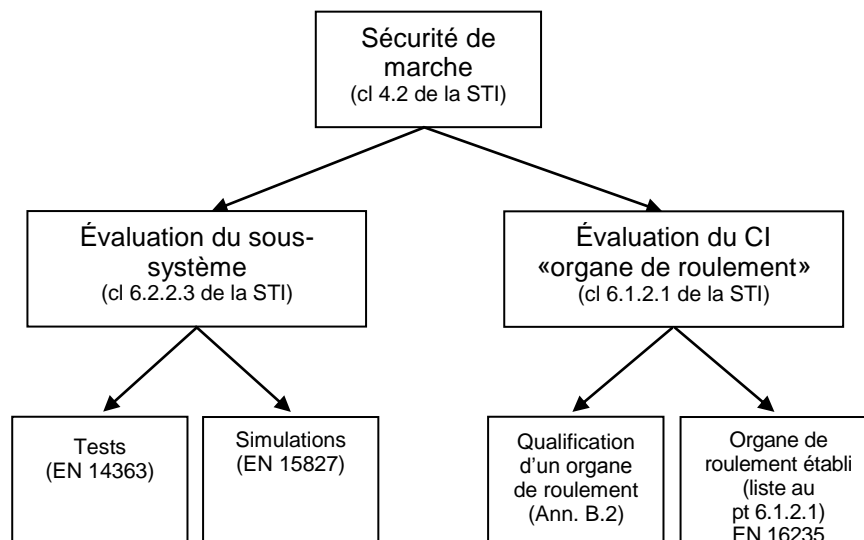 Sécurité de
marche
(cl 4.2 de la STI)
Évaluation du sous-
système
(cl 6.2.2.3 de la STI)
Évaluation du CI
«organe de roulement»
(cl 6.1.2.1 de la STI)
Tests
(EN 14363)
Simulations
(EN 15827)
Qualification
d'un organe
de roulement
(Ann. B.2)
Organe de
roulement établi
(liste au
pt 6.1.2.1)
EN 16235